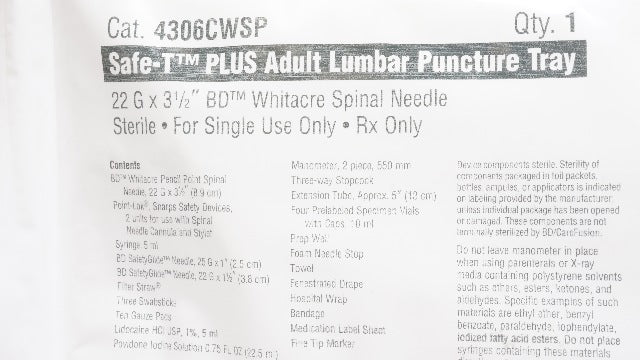 Cat. 4306CWSP
Qty. 1
Safe-T™ PLUS Adult Lumbar Puncture Tray
22 G x 3½" BD™ Whitacre Spinal Needle
Sterile • For Single Use Only • Rx Only
Contents
BD™ Whitacre Pencil Point Spinal
Needle, 22 G x 3½" (8.9 cm)
Point-Lok®, Sharps Safety Devices,
2 units for use with Spinal
Needle Cannula and Stylet
Syringe, 5 ml
BD SafetyGlide™ Needle, 25 G x 1" (2.5 cm)
BD SafetyGlide™ Needle, 22 G x 1½" (3.8 cm)
Filter Straw®
Three Swabsticks
Ten Gauze Pads
Lidocaine HCl USP, 1%, 5 ml
Povidone Iodine Solution 0.75 FL OZ (22.5 ml)
Manometer, 2 piece, 550 mm
Three-way Stopcock
Extension Tube, Approx. 5" (13 cm)
Four Prelabeled Specimen Vials
with Caps, 10 ml
Prep Well
Foam Needle Stop
Towel
Fenestrated Drape
Hospital Wrap
Bandage
Medication Label Sheet
Fine Tip Marker
Device components sterile. Sterility of
components packaged in foil packets,
bottles, ampules, or applicators is indicated
on labeling provided by the manufacturer
unless individual package has been opened
or damaged. These components are not
terminally sterilized by BD/CareFusion.
Do not leave manometer in place
when using parenterals or X-ray
media containing polystyrene solvents
such as ethers, esters, ketones, and
aldehydes. Specific examples of such
materials are ethyl ether, benzyl
benzoate, paraldehyde, iophendylate,
iodized fatty acid esters. Do not place
syringes containing these materials